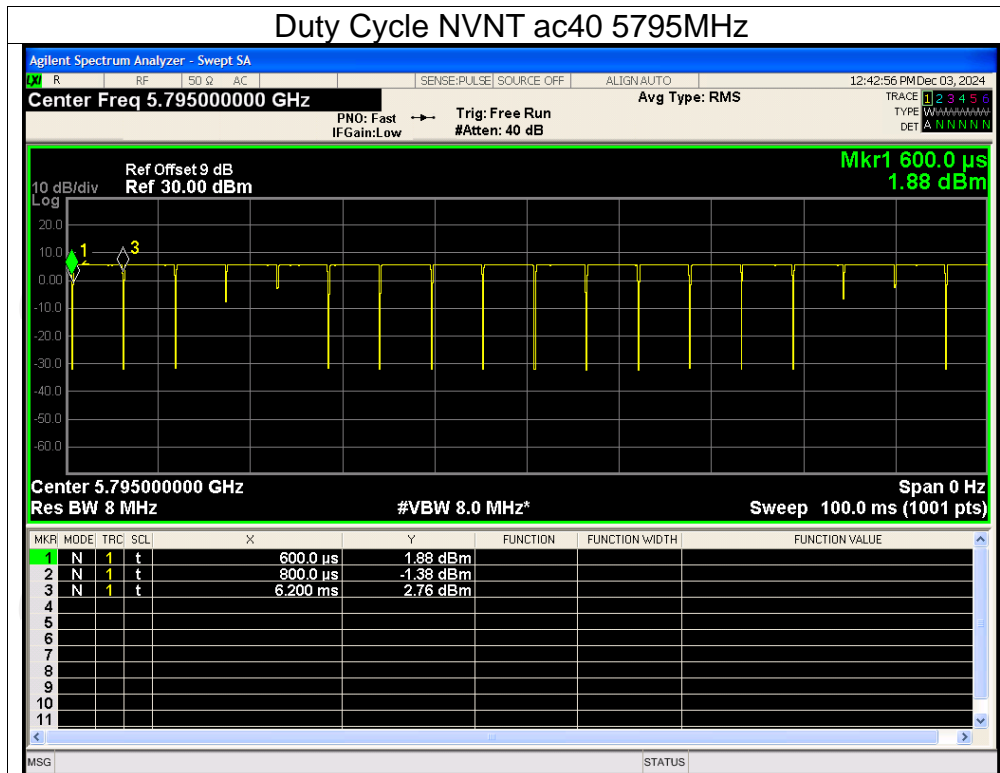 Duty Cycle NVNT ac40 5795MHz
Agilent Spectrum Analyzer - Swept SA
LXI R RF 50 Ω AC SENSE:PULSE SOURCE OFF ALIGN AUTO 12:42:56 PM Dec 03, 2024
Center Freq 5.795000000 GHz Avg Type: RMS TRACE 1 2 3 4 5 6
PNO: Fast Trig: Free Run TYPE WWWWWW
IFGain:Low #Atten: 40 dB DET A N N N N N
Mkr1 600.0 µs
Ref Offset 9 dB
10 dB/div Ref 30.00 dBm 1.88 dBm
Log
20.0
10.0
0.00
-10.0
-20.0
-30.0
-40.0
-50.0
-60.0
1 2 3
Center 5.795000000 GHz Span 0 Hz
Res BW 8 MHz #VBW 8.0 MHz* Sweep 100.0 ms (1001 pts)
MKR MODE TRC SCL X Y FUNCTION FUNCTION WIDTH FUNCTION VALUE
1 N 1 t 600.0 µs 1.88 dBm
2 N 1 t 800.0 µs -1.38 dBm
3 N 1 t 6.200 ms 2.76 dBm
4
5
6
7
8
9
10
11
MSG STATUS